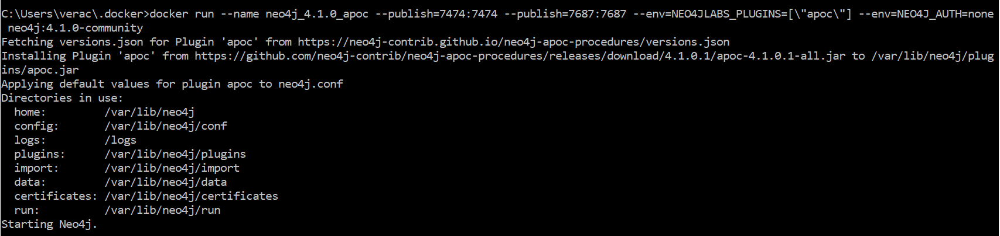 C:\Users\verac\.docker>docker run --name neo4j_4.1.0_apoc --publish=7474:7474 --publish=7687:7687 --env=NEO4JLABS_PLUGINS=[\"apoc\"] --env=NEO4J_AUTH=none
 neo4j:4.1.0-community
Fetching versions.json for Plugin 'apoc' from https://neo4j-contrib.github.io/neo4j-apoc-procedures/versions.json
Installing Plugin 'apoc' from https://github.com/neo4j-contrib/neo4j-apoc-procedures/releases/download/4.1.0.1/apoc-4.1.0.1-all.jar to /var/lib/neo4j/plug
ins/apoc.jar
Applying default values for plugin apoc to neo4j.conf
Directories in use:
  home:         /var/lib/neo4j
  config:       /var/lib/neo4j/conf
  logs:         /logs
  plugins:      /var/lib/neo4j/plugins
  import:       /var/lib/neo4j/import
  data:         /var/lib/neo4j/data
  certificates: /var/lib/neo4j/certificates
  run:          /var/lib/neo4j/run
Starting Neo4j.